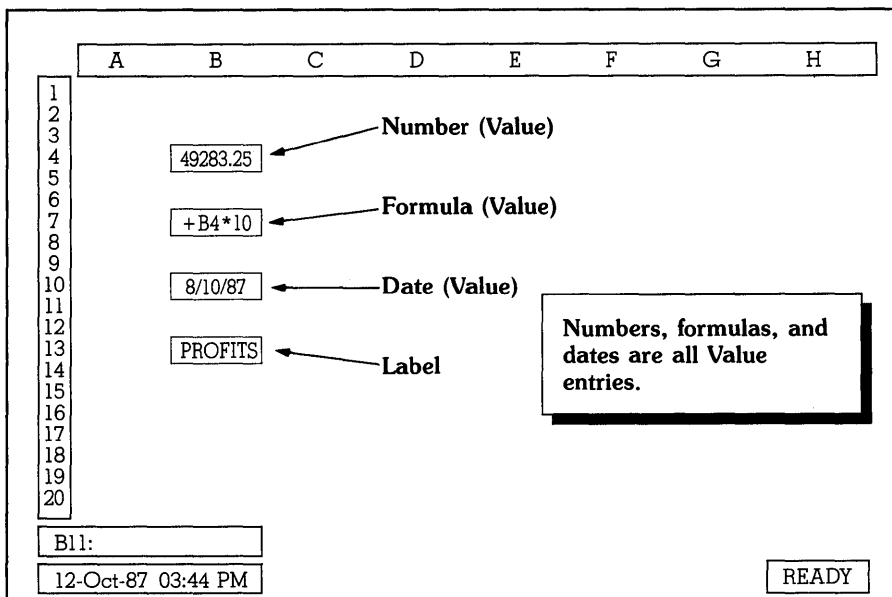 A B C D E F G H
1
2
3
Number (Value)
4 49283.25
5
6
Formula (Value)
7 +B4*10
8
9
10 8/10/87 Date (Value)
11
12
Numbers, formulas, and
13 PROFITS
dates are all Value
14 Label
entries.
15
16
17
18
19
20
B11:
12-Oct-87 03:44 PM READY